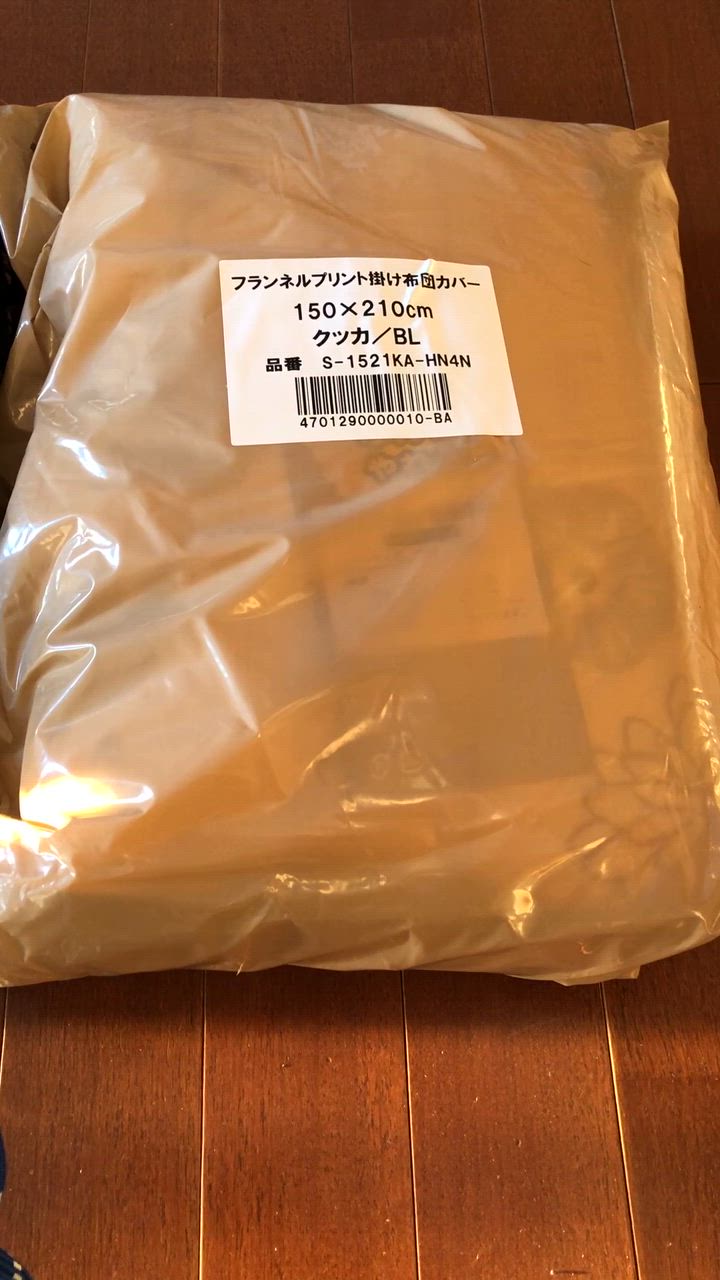 フランネルプリント掛け布団カバー
150×210cm
クッカ／BL
品番 S-1521KA-HN4N
4701290000010-BA